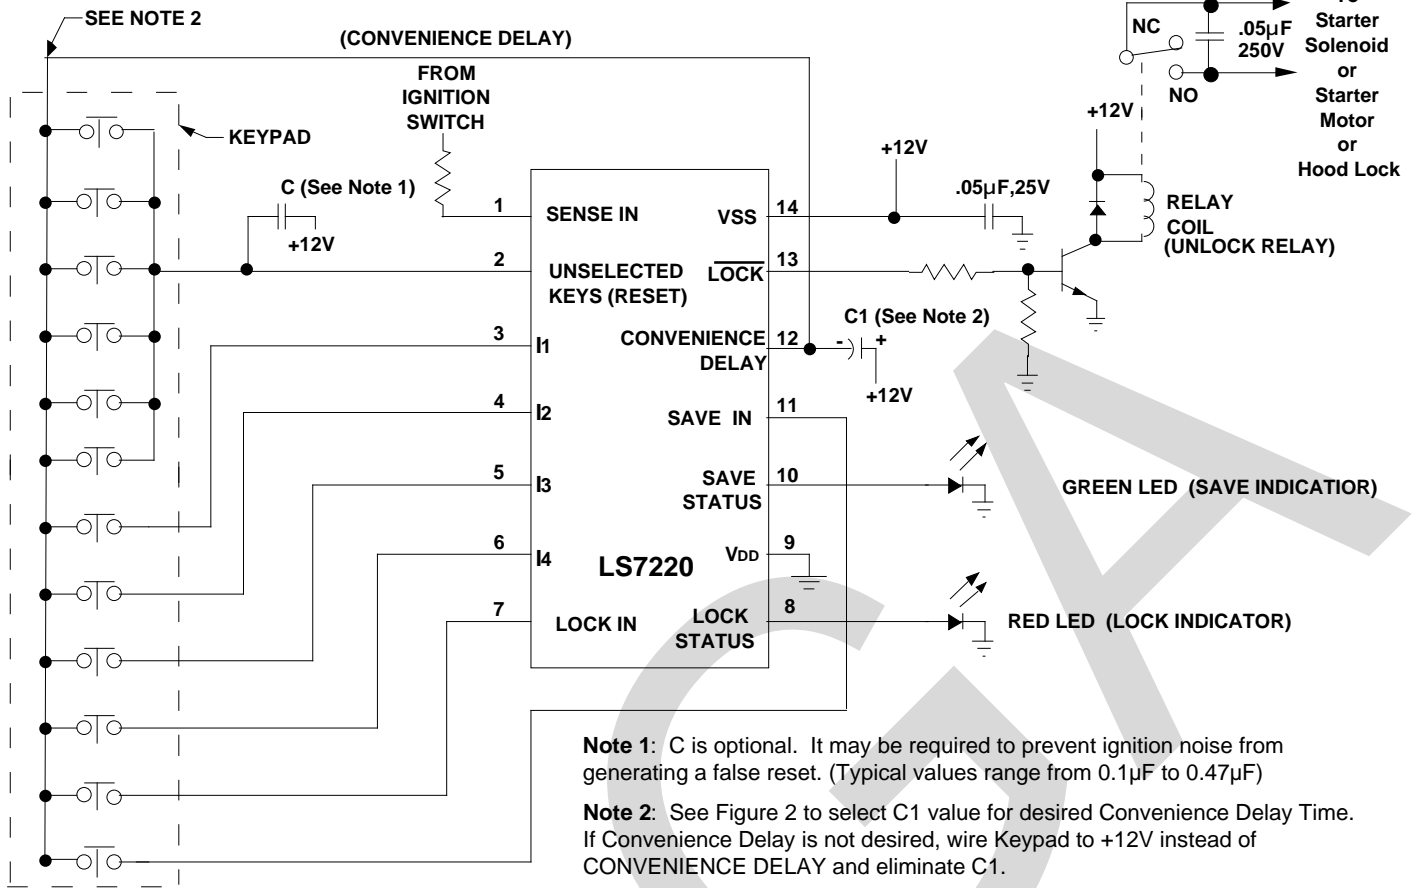 SEE NOTE 2
(CONVENIENCE DELAY)
FROM
IGNITION
SWITCH
KEYPAD
C (See Note 1)
+12V
1
SENSE IN
2
UNSELECTED
KEYS (RESET)
3
I1
4
I2
5
I3
6
I4
7
LOCK IN
LS7220
VSS
14
LOCK
13
CONVENIENCE
DELAY
12
SAVE IN
11
SAVE
STATUS
10
VDD
9
LOCK
STATUS
8
+12V
.05µF,25V
C1 (See Note 2)
-
+
+12V
+12V
RELAY
COIL
(UNLOCK RELAY)
NC
NO
.05µF
250V
Starter
Solenoid
or
Starter
Motor
or
Hood Lock
GREEN LED (SAVE INDICATIOR)
RED LED (LOCK INDICATOR)
Note 1: C is optional. It may be required to prevent ignition noise from
generating a false reset. (Typical values range from 0.1µF to 0.47µF)
Note 2: See Figure 2 to select C1 value for desired Convenience Delay Time.
If Convenience Delay is not desired, wire Keypad to +12V instead of
CONVENIENCE DELAY and eliminate C1.